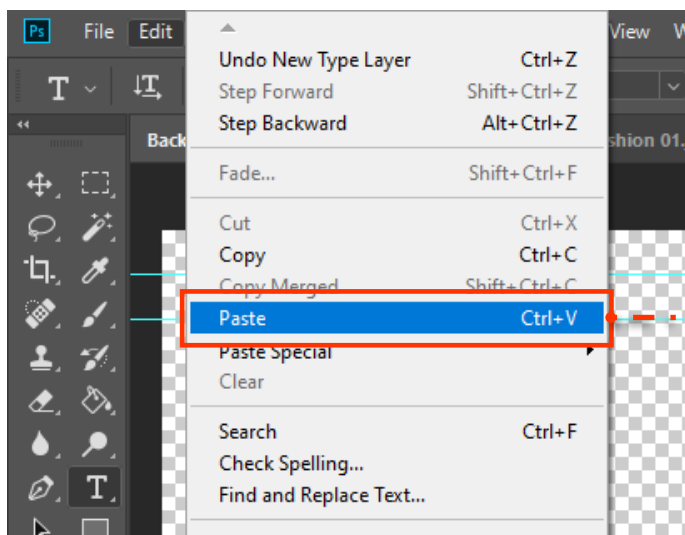 Ps File Edit View
T T
Undo New Type Layer Ctrl+Z
Step Forward Shift+Ctrl+Z
Step Backward Alt+Ctrl+Z
Back shion 01.
Fade... Shift+Ctrl+F
Cut Ctrl+X
Copy Ctrl+C
Copy Merged Shift+Ctrl+C
Paste Ctrl+V
Paste Special
Clear
Search Ctrl+F
Check Spelling...
T
Find and Replace Text...